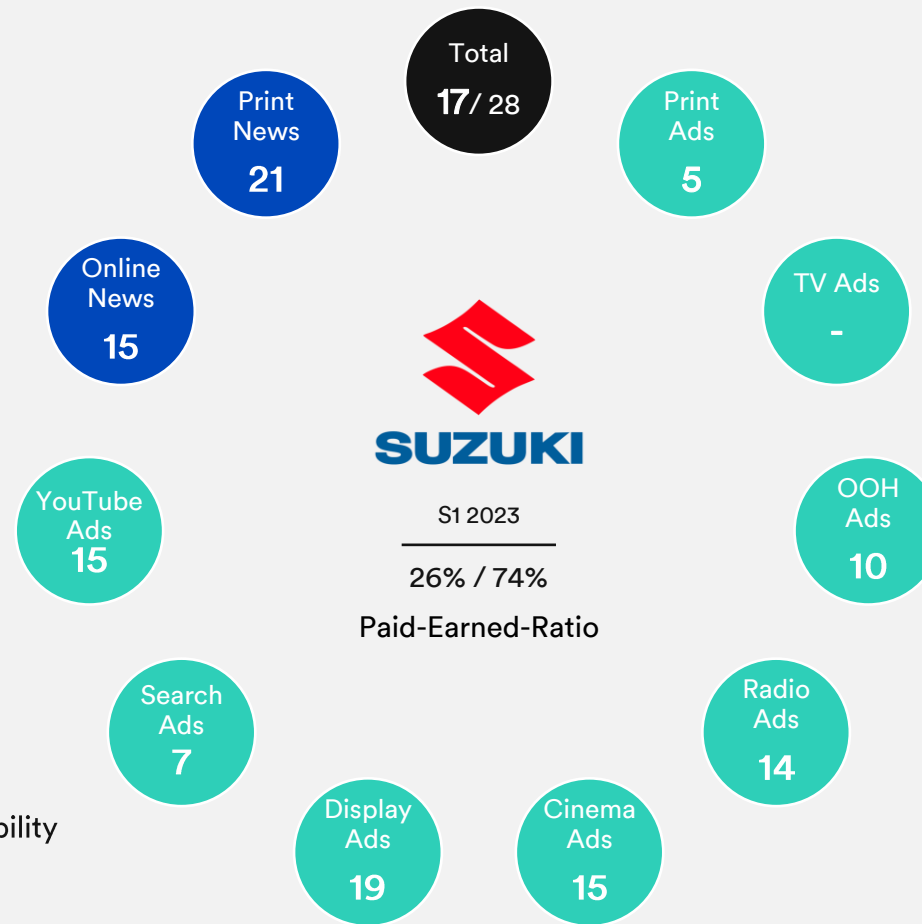 Total
17/ 28
Print
News
21
Print
Ads
5
Online
News
15
TV Ads
-
SUZUKI
S1 2023
26% / 74%
Paid-Earned-Ratio
YouTube
Ads
15
OOH
Ads
10
Search
Ads
7
Radio
Ads
14
Display
Ads
19
Cinema
Ads
15